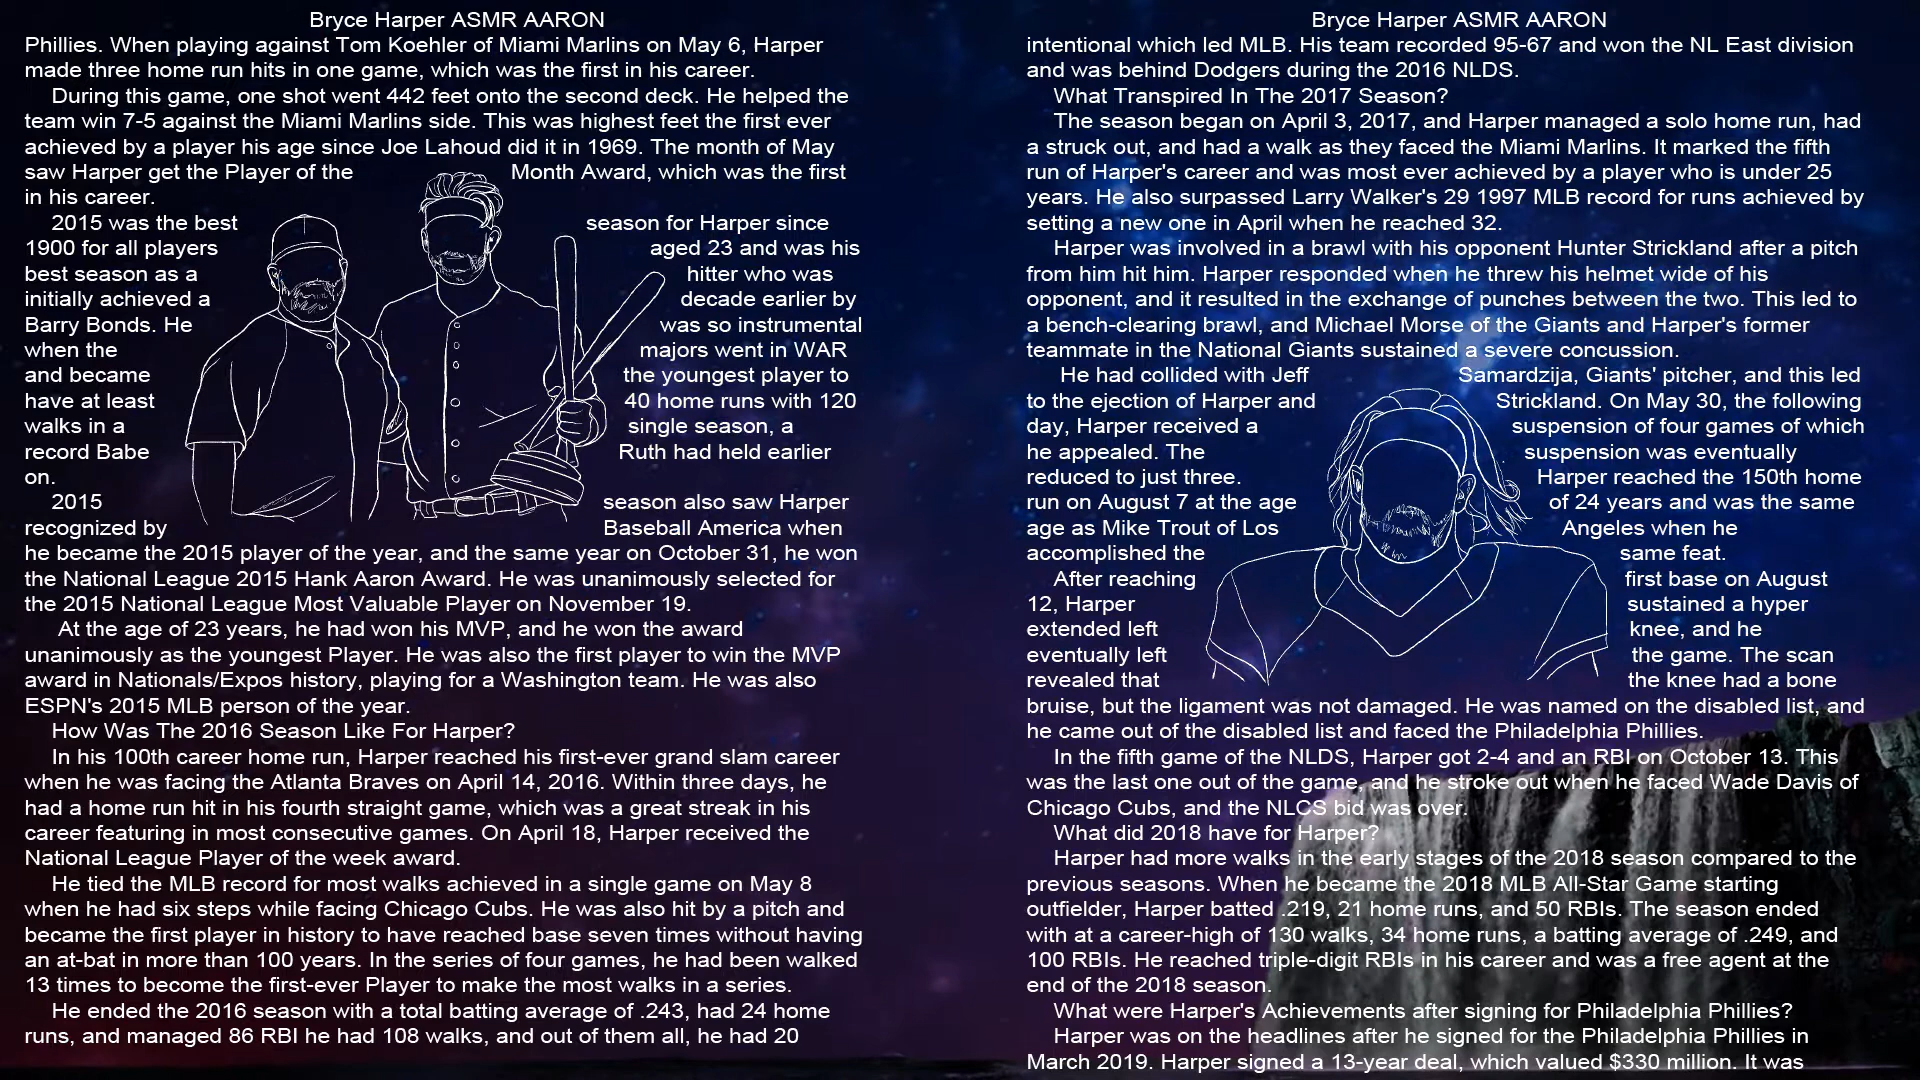 Bryce Harper ASMR AARON
Phillies. When playing against Tom Koehler of Miami Marlins on May 6, Harper
made three home run hits in one game, which was the first in his career.
During this game, one shot went 442 feet onto the second deck. He helped the
team win 7-5 against the Miami Marlins side. This was highest feet the first ever
achieved by a player his age since Joe Lahoud did it in 1969. The month of May
saw Harper get the Player of the Month Award, which was the first
in his career.
2015 was the best season for Harper since
1900 for all players aged 23 and was his
best season as a hitter who was
initially achieved a decade earlier by
Barry Bonds. He was so instrumental
when the majors went in WAR
and became the youngest player to
have at least 40 home runs with 120
walks in a single season, a
record Babe Ruth had held earlier
on.
2015 season also saw Harper
recognized by Baseball America when
he became the 2015 player of the year, and the same year on October 31, he won
the National League 2015 Hank Aaron Award. He was unanimously selected for
the 2015 National League Most Valuable Player on November 19.
At the age of 23 years, he had won his MVP, and he won the award
unanimously as the youngest Player. He was also the first player to win the MVP
award in Nationals/Expos history, playing for a Washington team. He was also
ESPN's 2015 MLB person of the year.
How Was The 2016 Season Like For Harper?
In his 100th career home run, Harper reached his first-ever grand slam career
when he was facing the Atlanta Braves on April 14, 2016. Within three days, he
had a home run hit in his fourth straight game, which was a great streak in his
career featuring in most consecutive games. On April 18, Harper received the
National League Player of the week award.
He tied the MLB record for most walks achieved in a single game on May 8
when he had six steps while facing Chicago Cubs. He was also hit by a pitch and
became the first player in history to have reached base seven times without having
an at-bat in more than 100 years. In the series of four games, he had been walked
13 times to become the first-ever Player to make the most walks in a series.
He ended the 2016 season with a total batting average of .243, had 24 home
runs, and managed 86 RBI he had 108 walks, and out of them all, he had 20
Bryce Harper ASMR AARON
intentional which led MLB. His team recorded 95-67 and won the NL East division
and was behind Dodgers during the 2016 NLDS.
What Transpired In The 2017 Season?
The season began on April 3, 2017, and Harper managed a solo home run, had
a struck out, and had a walk as they faced the Miami Marlins. It marked the fifth
run of Harper's career and was most ever achieved by a player who is under 25
years. He also surpassed Larry Walker's 29 1997 MLB record for runs achieved by
setting a new one in April when he reached 32.
Harper was involved in a brawl with his opponent Hunter Strickland after a pitch
from him hit him. Harper responded when he threw his helmet wide of his
opponent, and it resulted in the exchange of punches between the two. This led to
a bench-clearing brawl, and Michael Morse of the Giants and Harper's former
teammate in the National Giants sustained a severe concussion.
He had collided with Jeff Samardzija, Giants' pitcher, and this led
to the ejection of Harper and Strickland. On May 30, the following
day, Harper received a suspension of four games of which
he appealed. The suspension was eventually
reduced to just three. Harper reached the 150th home
run on August 7 at the age of 24 years and was the same
age as Mike Trout of Los Angeles when he
accomplished the same feat.
After reaching first base on August
12, Harper sustained a hyper
extended left knee, and he
eventually left the game. The scan
revealed that the knee had a bone
bruise, but the ligament was not damaged. He was named on the disabled list, and
he came out of the disabled list and faced the Philadelphia Phillies.
In the fifth game of the NLDS, Harper got 2-4 and an RBI on October 13. This
was the last one out of the game, and he stroke out when he faced Wade Davis of
Chicago Cubs, and the NLCS bid was over.
What did 2018 have for Harper?
Harper had more walks in the early stages of the 2018 season compared to the
previous seasons. When he became the 2018 MLB All-Star Game starting
outfielder, Harper batted .219, 21 home runs, and 50 RBIs. The season ended
with at a career-high of 130 walks, 34 home runs, a batting average of .249, and
100 RBIs. He reached triple-digit RBIs in his career and was a free agent at the
end of the 2018 season.
What were Harper's Achievements after signing for Philadelphia Phillies?
Harper was on the headlines after he signed for the Philadelphia Phillies in
March 2019. Harper signed a 13-year deal, which valued $330 million. It was